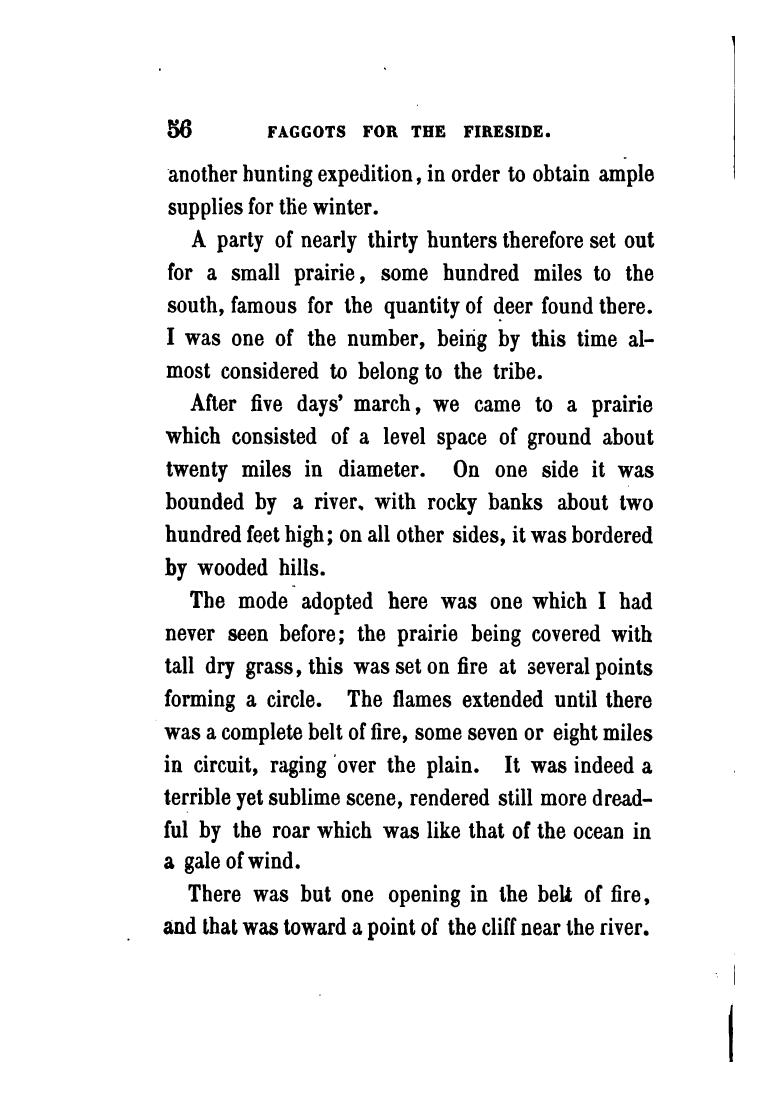 56 FAGGOTS FOR THE FIRESIDE.
another hunting expedition, in order to obtain ample
supplies for the winter.
A party of nearly thirty hunters therefore set out
for a small prairie, some hundred miles to the
south, famous for the quantity of deer found there.
I was one of the number, being by this time al-
most considered to belong to the tribe.
After five days' march, we came to a prairie
which consisted of a level space of ground about
twenty miles in diameter. On one side it was
bounded by a river, with rocky banks about two
hundred feet high; on all other sides, it was bordered
by wooded hills.
The mode adopted here was one which I had
never seen before; the prairie being covered with
tall dry grass, this was set on fire at several points
forming a circle. The flames extended until there
was a complete belt of fire, some seven or eight miles
in circuit, raging over the plain. It was indeed a
terrible yet sublime scene, rendered still more dread-
ful by the roar which was like that of the ocean in
a gale of wind.
There was but one opening in the belt of fire,
and that was toward a point of the cliff near the river.